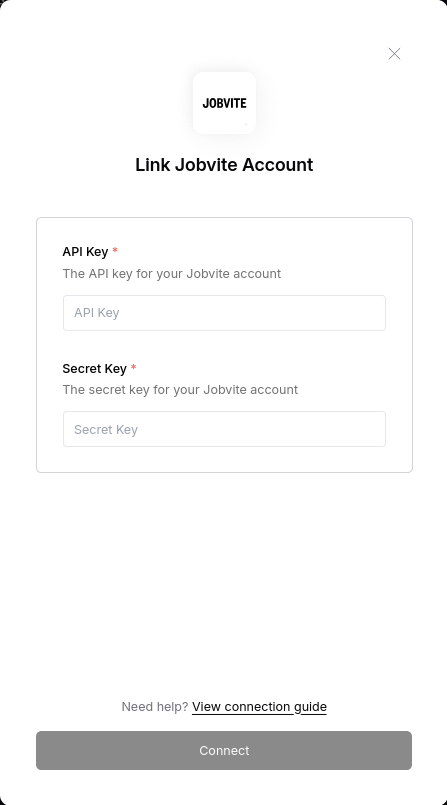 JOBVITE
Link Jobvite Account
API Key *
The API key for your Jobvite account
API Key
Secret Key *
The secret key for your Jobvite account
Secret Key
Need help? View connection guide
Connect